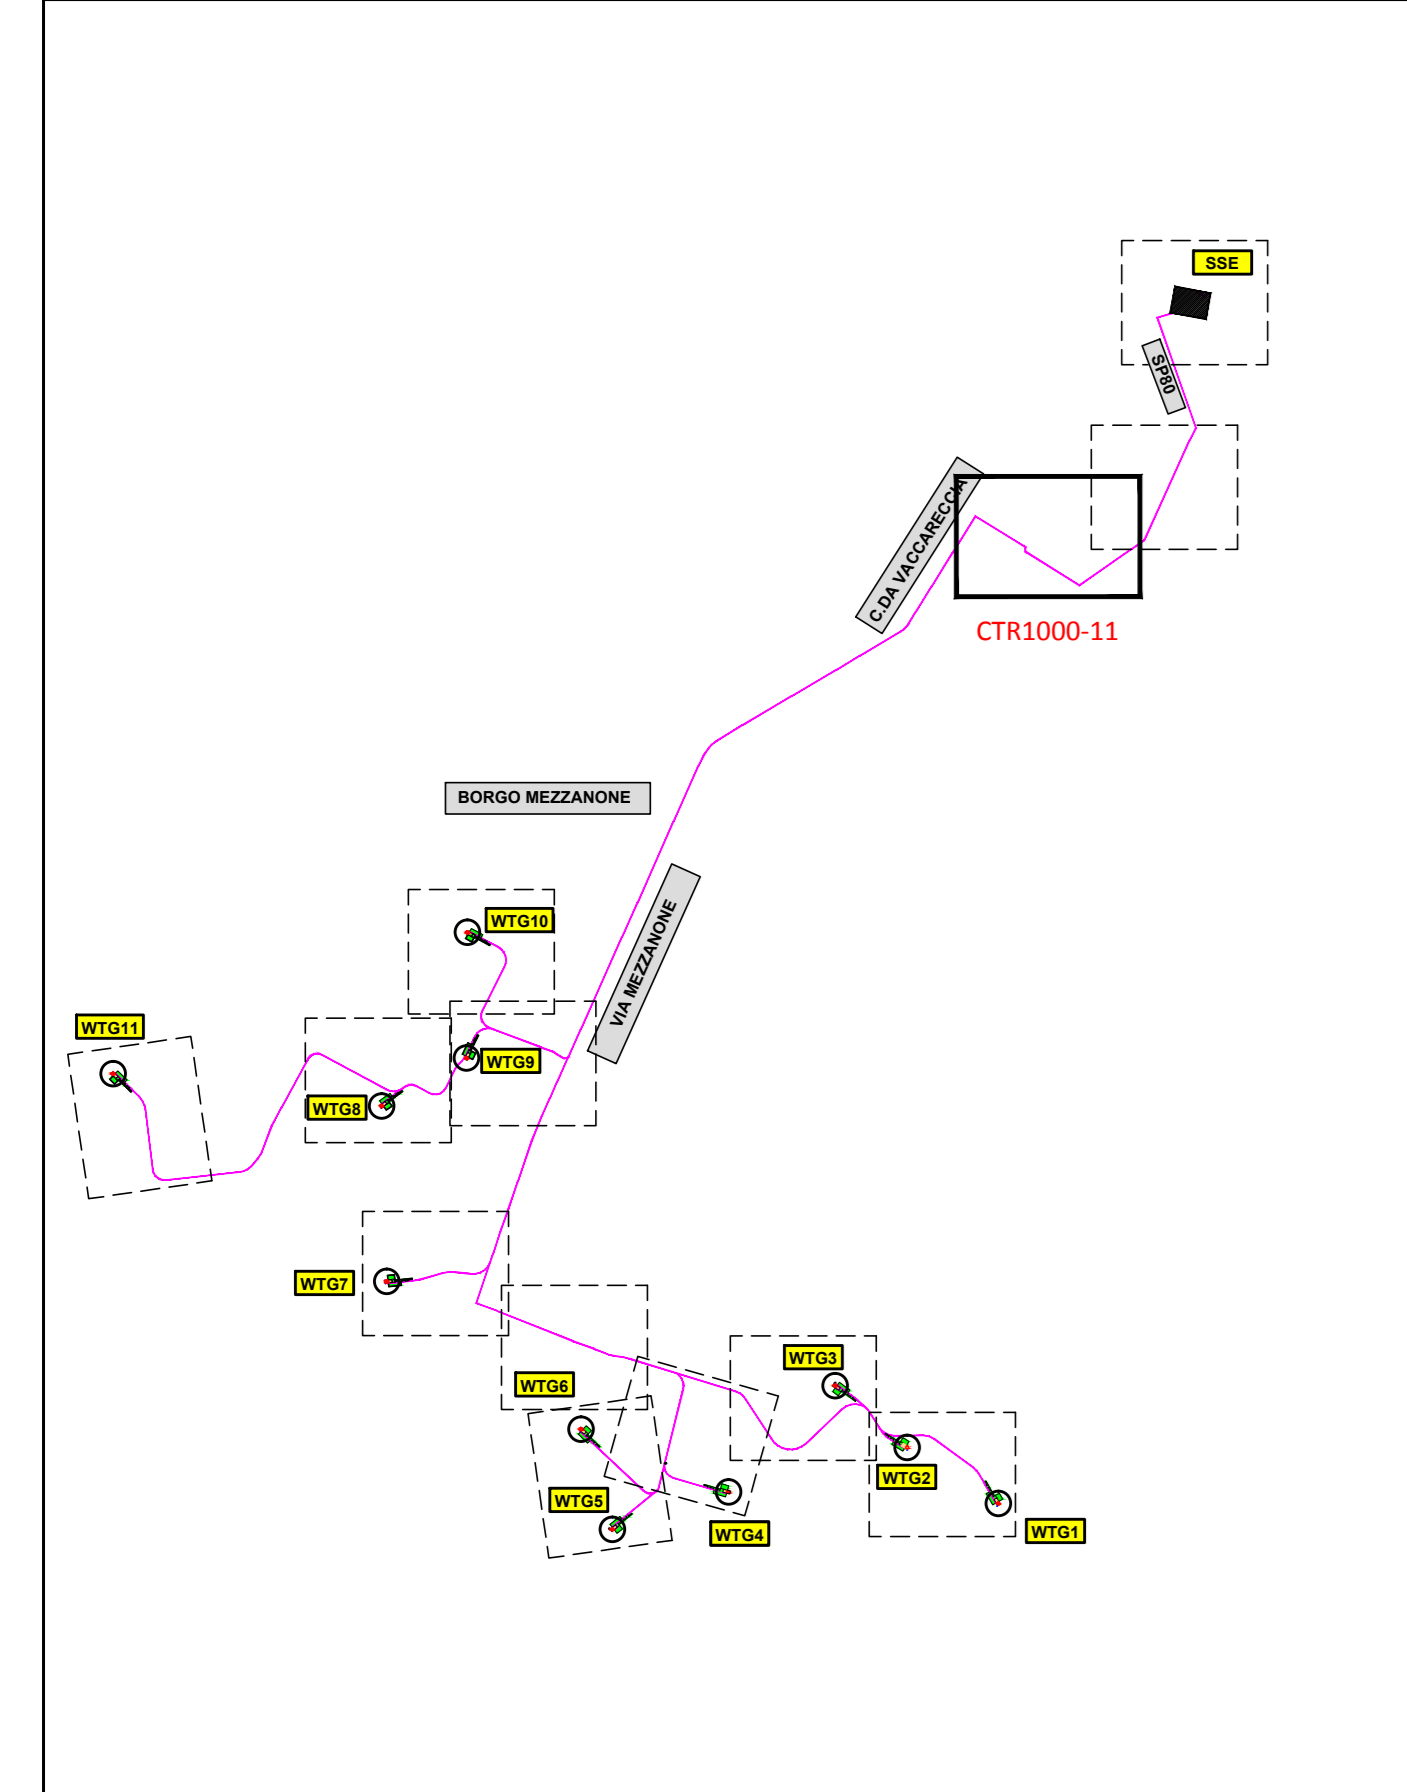 SSE
SP80
C.DA VACCARECCIA
CTR1000-11
BORGO MEZZANONE
VIA MEZZANONE
WTG10
WTG11
WTG9
WTG8
WTG7
WTG3
WTG6
WTG2
WTG5
WTG4
WTG1